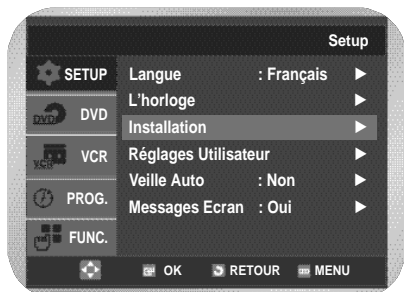 Setup
SETUP
DVD
VCR
PROG.
FUNC.
Langue : Français
L'horloge
Installation
Réglages Utilisateur
Veille Auto : Non
Messages Ecran : Oui
OK RETOUR MENU